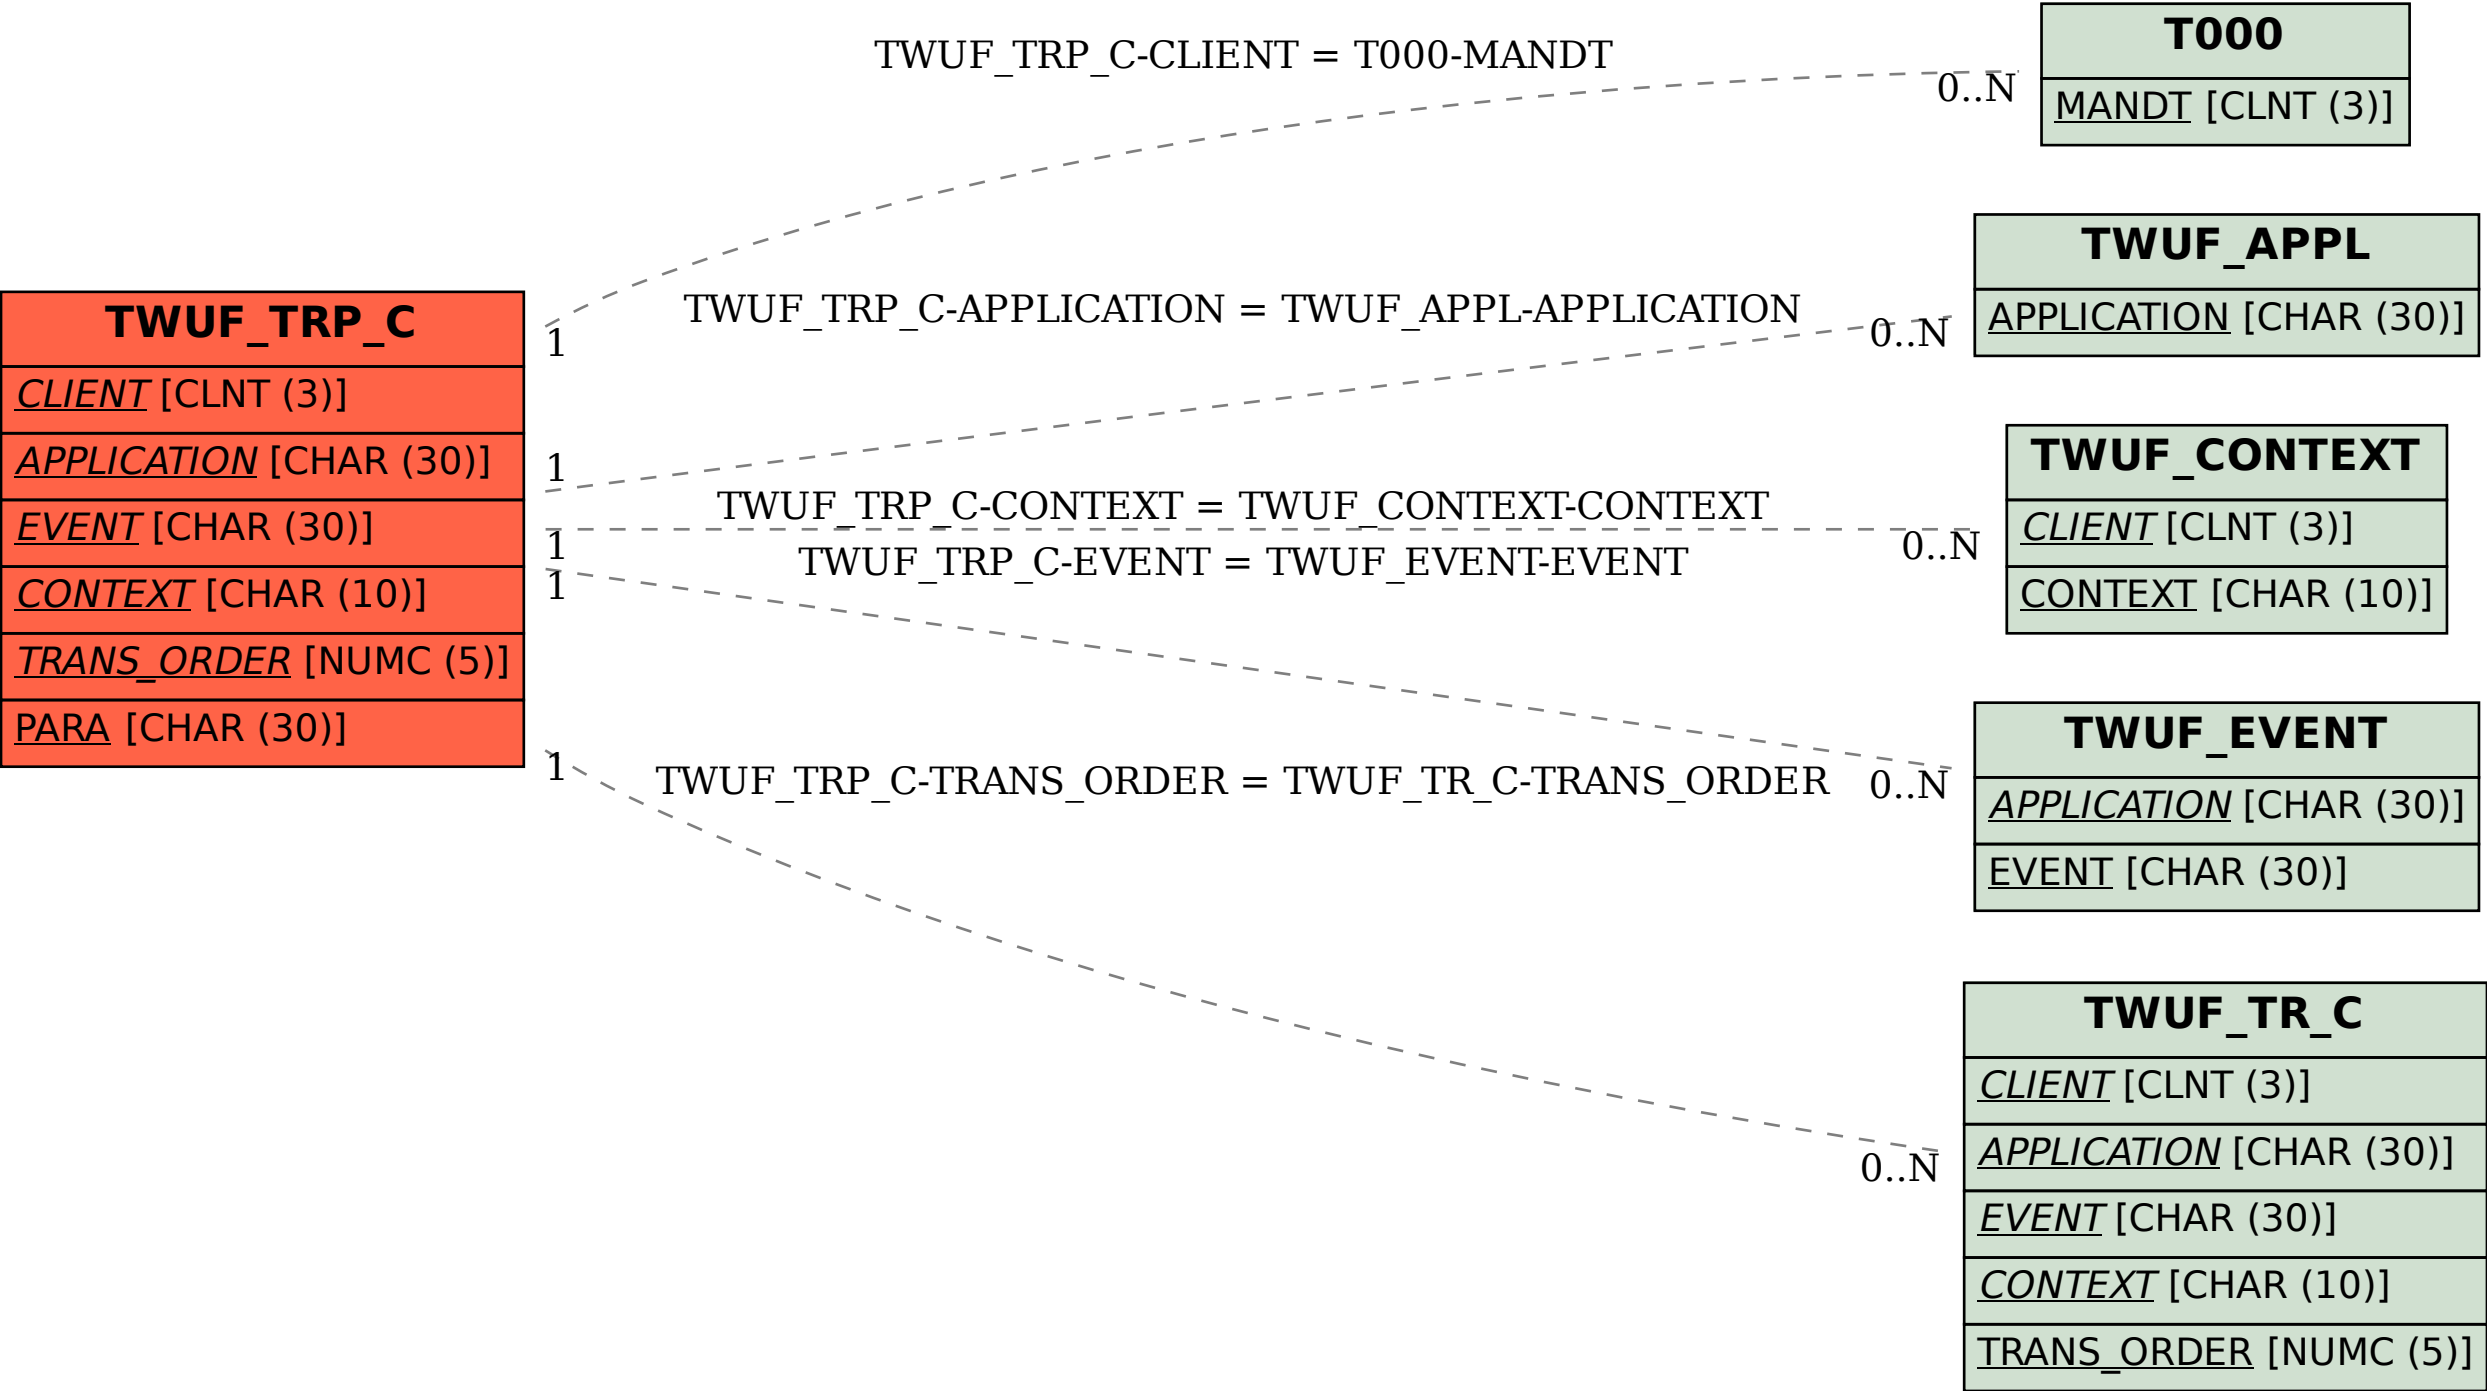 TWUF_TRP_C
CLIENT [CLNT (3)]
APPLICATION [CHAR (30)]
EVENT [CHAR (30)]
CONTEXT [CHAR (10)]
TRANS_ORDER [NUMC (5)]
PARA [CHAR (30)]
TWUF_TRP_C-CLIENT = T000-MANDT
1
0..N
TWUF_TRP_C-APPLICATION = TWUF_APPL-APPLICATION
1
0..N
TWUF_TRP_C-CONTEXT = TWUF_CONTEXT-CONTEXT
1
0..N
TWUF_TRP_C-EVENT = TWUF_EVENT-EVENT
1
0..N
TWUF_TRP_C-TRANS_ORDER = TWUF_TR_C-TRANS_ORDER
1
0..N
T000
MANDT [CLNT (3)]
TWUF_APPL
APPLICATION [CHAR (30)]
TWUF_CONTEXT
CLIENT [CLNT (3)]
CONTEXT [CHAR (10)]
TWUF_EVENT
APPLICATION [CHAR (30)]
EVENT [CHAR (30)]
TWUF_TR_C
CLIENT [CLNT (3)]
APPLICATION [CHAR (30)]
EVENT [CHAR (30)]
CONTEXT [CHAR (10)]
TRANS_ORDER [NUMC (5)]